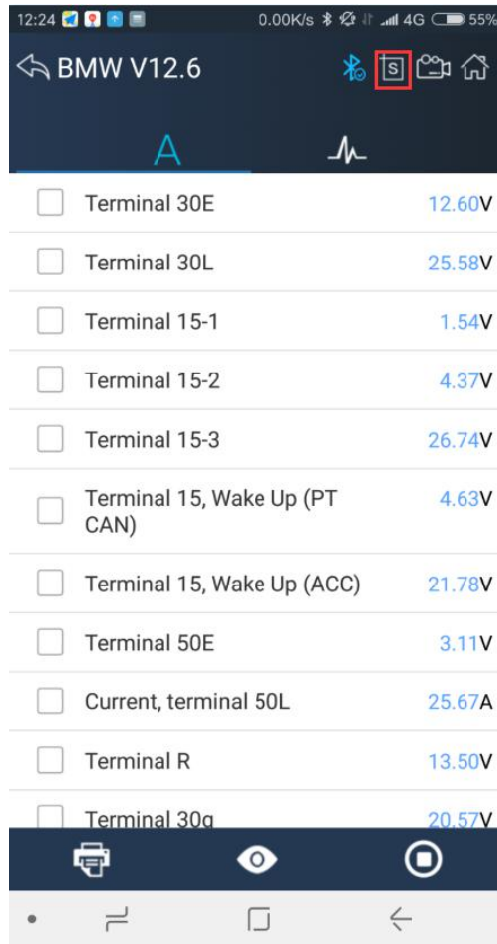 12:24 0.00K/s 4G 55%
BMW V12.6
S
A
Terminal 30E 12.60V
Terminal 30L 25.58V
Terminal 15-1 1.54V
Terminal 15-2 4.37V
Terminal 15-3 26.74V
Terminal 15, Wake Up (PT 4.63V
CAN)
Terminal 15, Wake Up (ACC) 21.78V
Terminal 50E 3.11V
Current, terminal 50L 25.67A
Terminal R 13.50V
Terminal 30g 20.57V